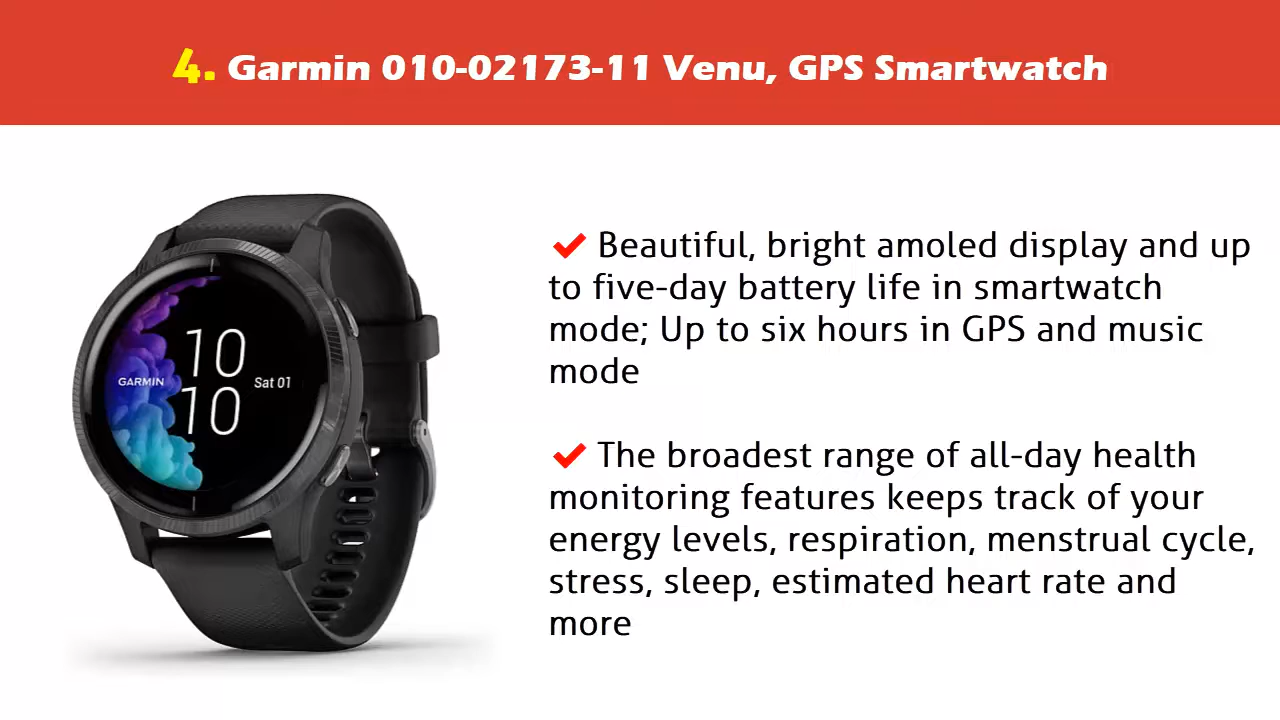 4. Garmin 010-02173-11 Venu, GPS Smartwatch
GARMIN
10
10
Sat 01
Beautiful, bright amoled display and up
to five-day battery life in smartwatch
mode; Up to six hours in GPS and music
mode
The broadest range of all-day health
monitoring features keeps track of your
energy levels, respiration, menstrual cycle,
stress, sleep, estimated heart rate and
more